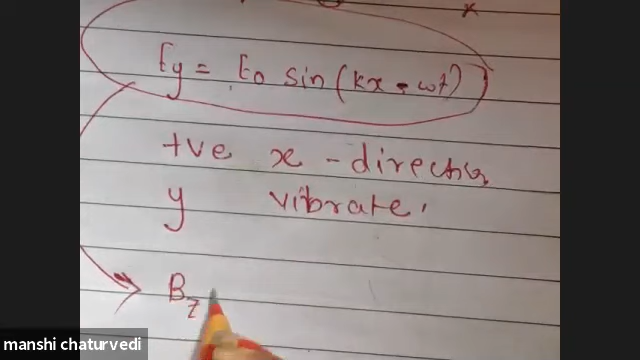 Ey = E0 sin (kx - ωt)
+ve x - direction
y vibrate.
Bz
manshi chaturvedi